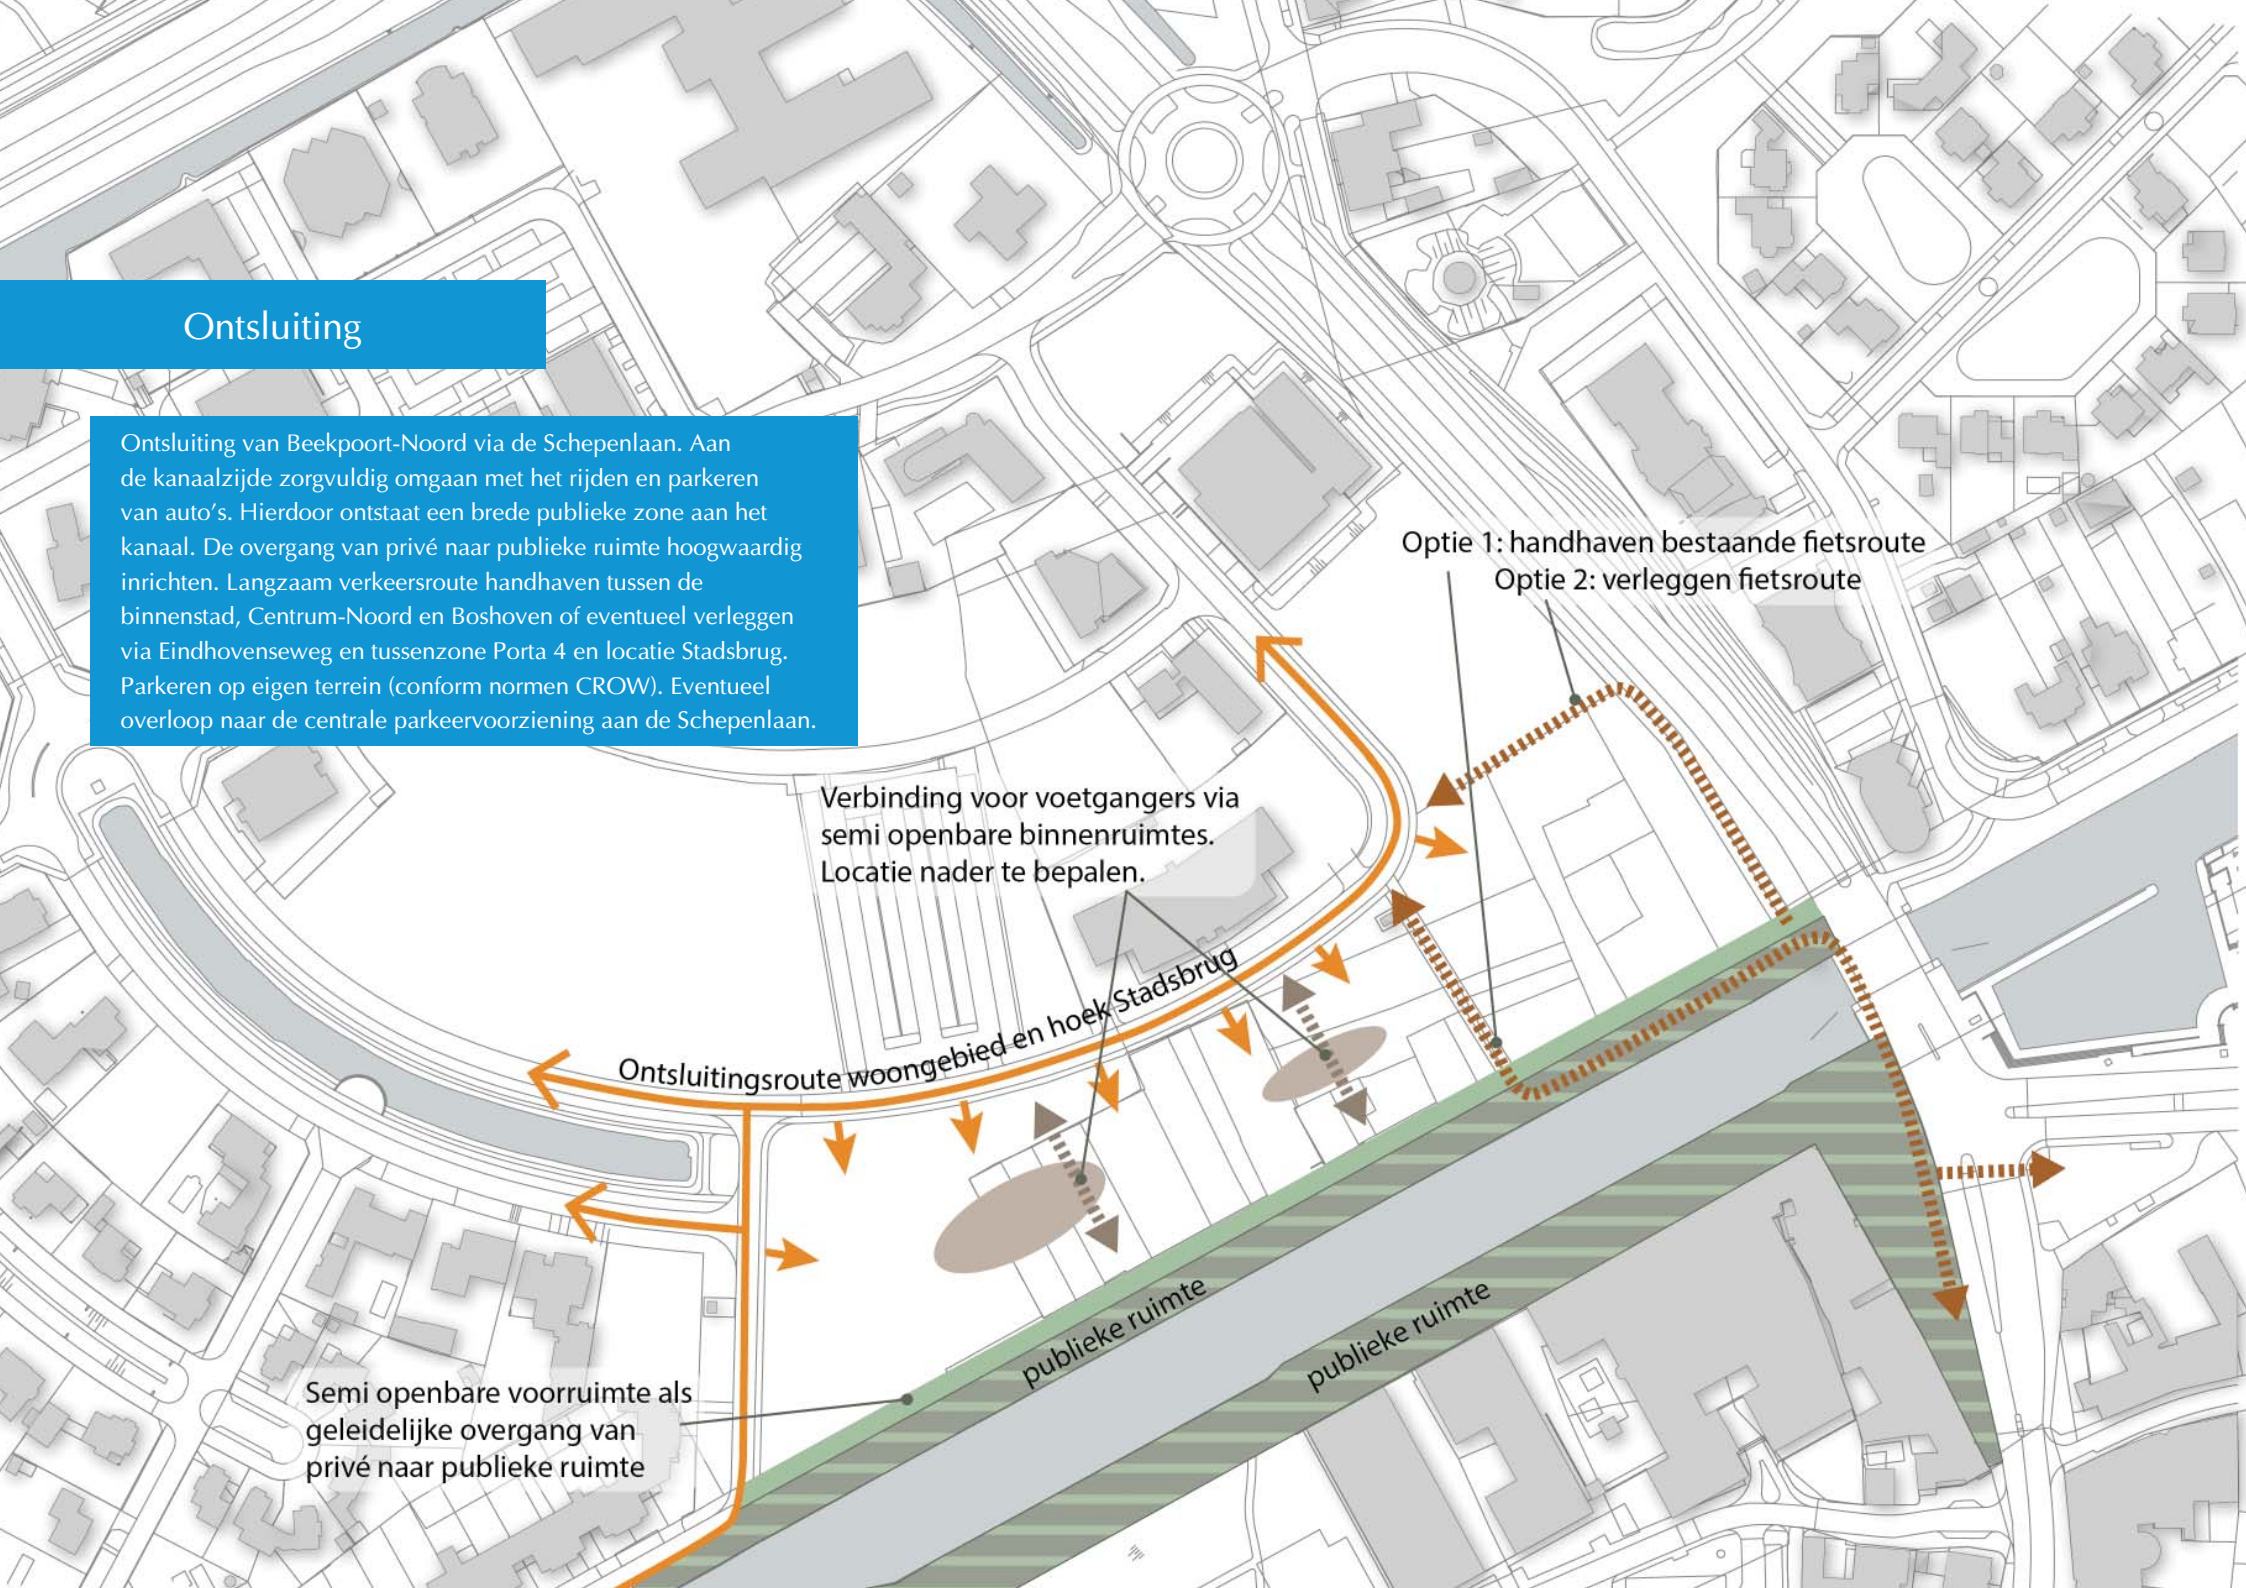 Ontsluiting
Ontsluiting van Beekpoort-Noord via de Schepenlaan. Aan
de kanaalzijde zorgvuldig omgaan met het rijden en parkeren
van auto’s. Hierdoor ontstaat een brede publieke zone aan het
kanaal. De overgang van privé naar publieke ruimte hoogwaardig
inrichten. Langzaam verkeersroute handhaven tussen de
binnenstad, Centrum-Noord en Boshoven of eventueel verleggen
via Eindhovenseweg en tussenzone Porta 4 en locatie Stadsbrug.
Parkeren op eigen terrein (conform normen CROW). Eventueel
overloop naar de centrale parkeervoorziening aan de Schepenlaan.
Optie 1: handhaven bestaande fietsroute
Optie 2: verleggen fietsroute
Verbinding voor voetgangers via
semi openbare binnenruimtes.
Locatie nader te bepalen.
Ontsluitingsroute woongebied en hoek Stadsbrug
publieke ruimte
publieke ruimte
Semi openbare voorruimte als
geleidelijke overgang van
privé naar publieke ruimte